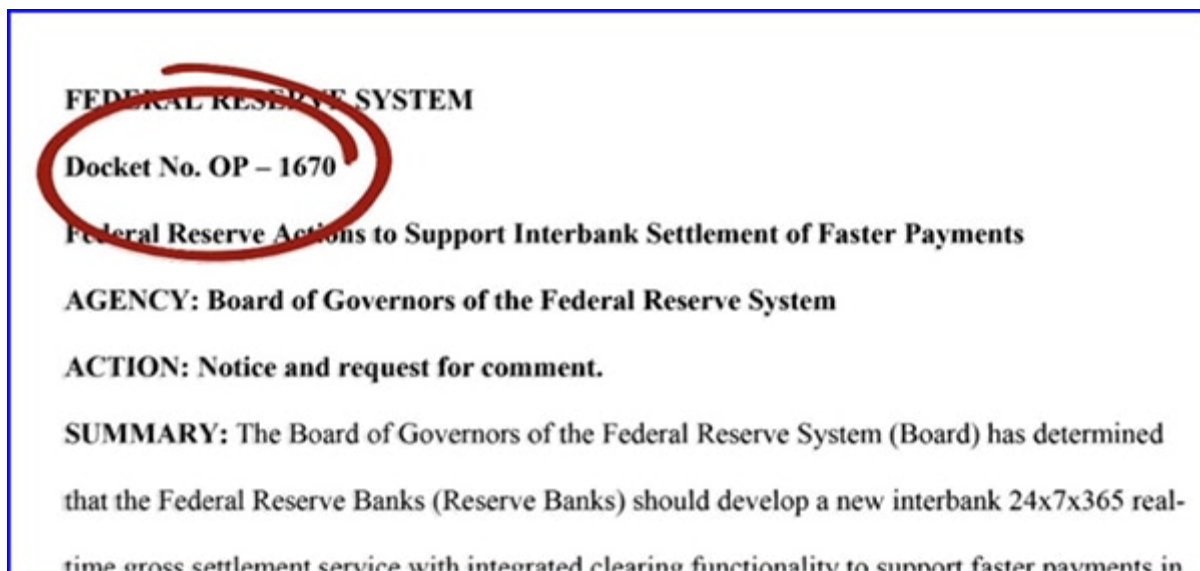 FEDERAL RESERVE SYSTEM
Docket No. OP – 1670
Federal Reserve Actions to Support Interbank Settlement of Faster Payments
AGENCY: Board of Governors of the Federal Reserve System
ACTION: Notice and request for comment.
SUMMARY: The Board of Governors of the Federal Reserve System (Board) has determined
that the Federal Reserve Banks (Reserve Banks) should develop a new interbank 24x7x365 real-
time gross settlement service with integrated clearing functionality to support faster payments in